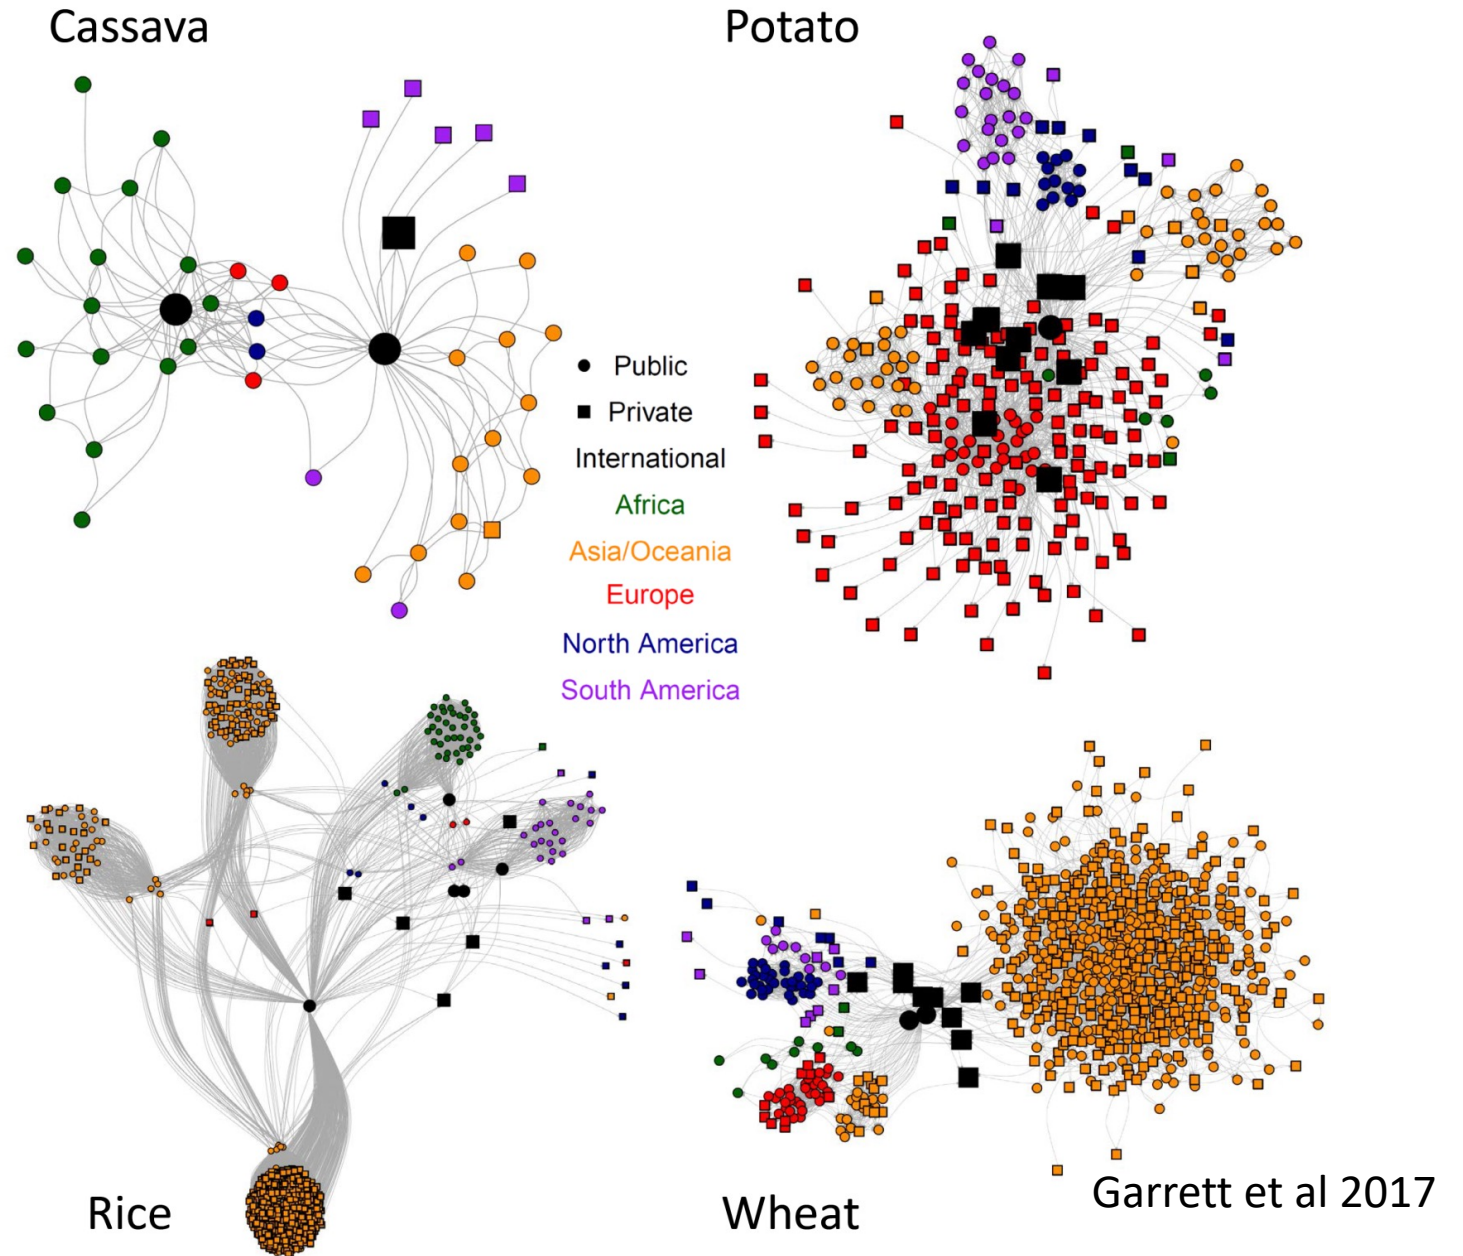 Cassava
Potato
Public
Private
International
Africa
Asia/Oceania
Europe
North America
South America
Rice
Wheat
Garrett et al 2017